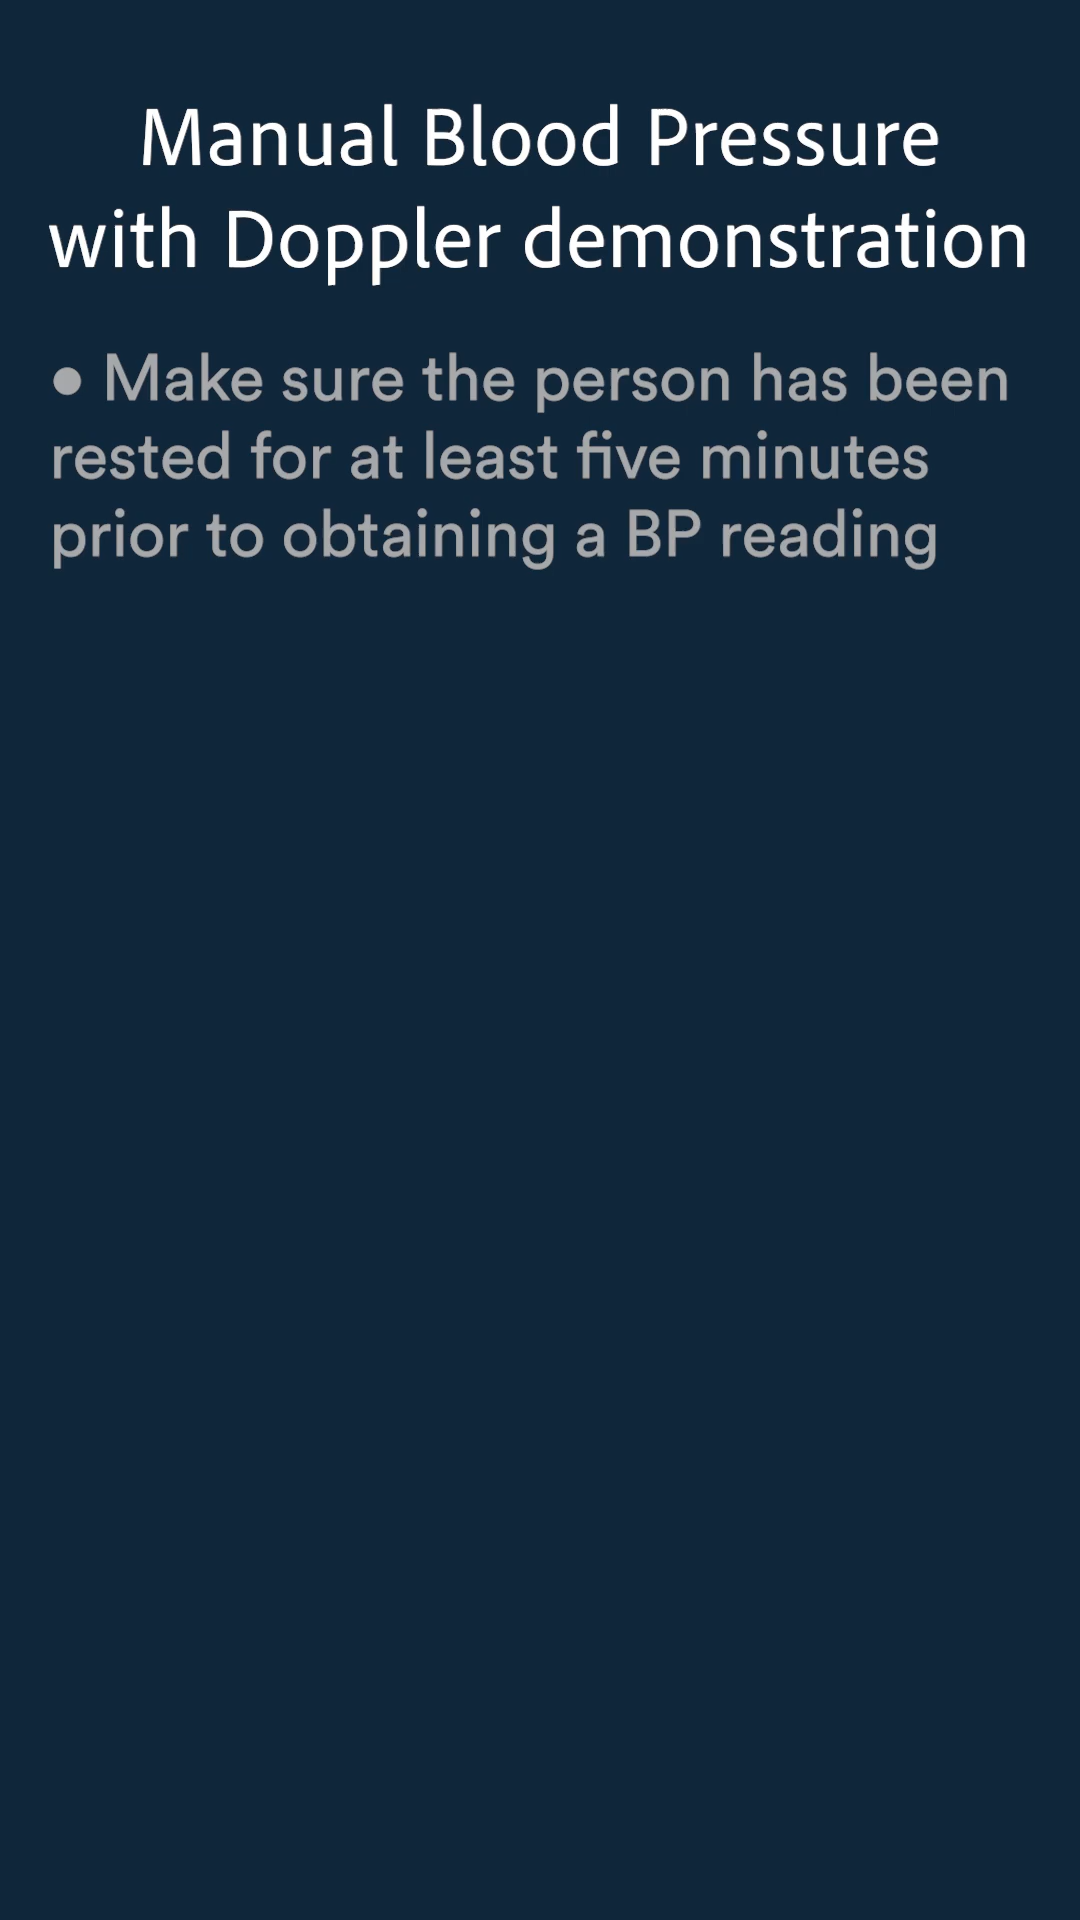 Manual Blood Pressure
with Doppler demonstration
● Make sure the person has been
rested for at least five minutes
prior to obtaining a BP reading